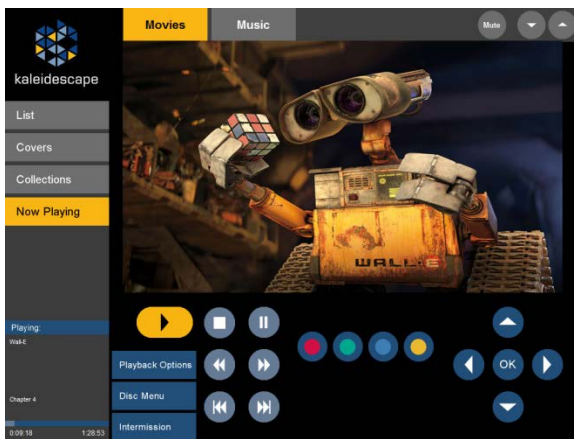 Movies
Music
Mute
kaleidescape
List
Covers
Collections
Now Playing
WALL·E
Playing:
Wall-E
Chapter 4
0:09:18
1:28:53
Playback Options
Disc Menu
Intermission
OK